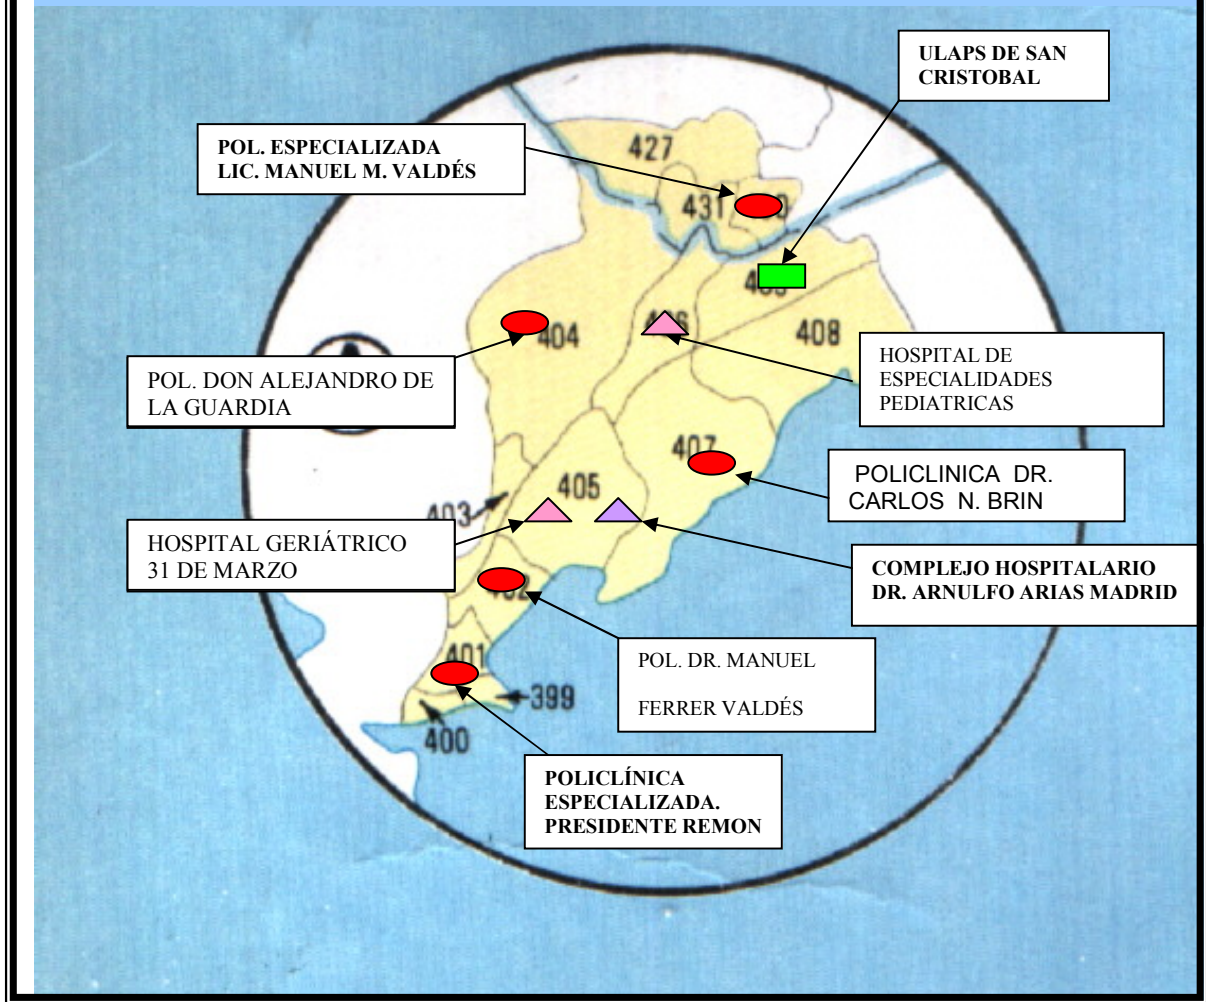 ULAPS DE SAN
CRISTOBAL
POL. ESPECIALIZADA
LIC. MANUEL M. VALDÉS
427
431
404
408
HOSPITAL DE
ESPECIALIDADES
PEDIATRICAS
POL. DON ALEJANDRO DE
LA GUARDIA
407
POLICLINICA DR.
CARLOS N. BRIN
405
403
HOSPITAL GERIÁTRICO
31 DE MARZO
COMPLEJO HOSPITALARIO
DR. ARNULFO ARIAS MADRID
402
POL. DR. MANUEL
FERRER VALDÉS
401
399
400
POLICLÍNICA
ESPECIALIZADA.
PRESIDENTE REMON